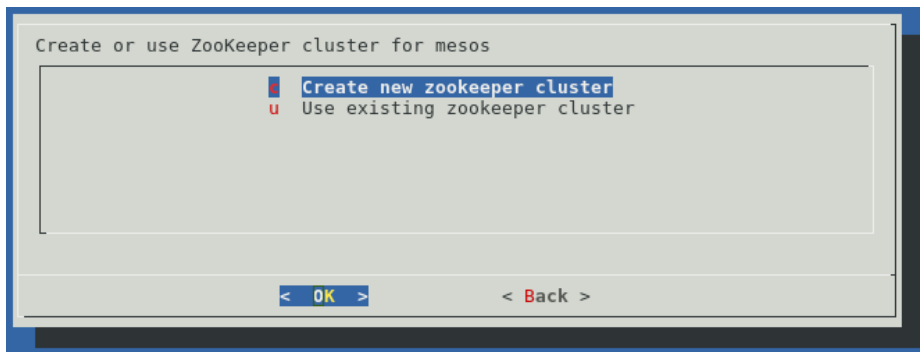 Create or use ZooKeeper cluster for mesos
c Create new zookeeper cluster
u Use existing zookeeper cluster
< OK > < Back >